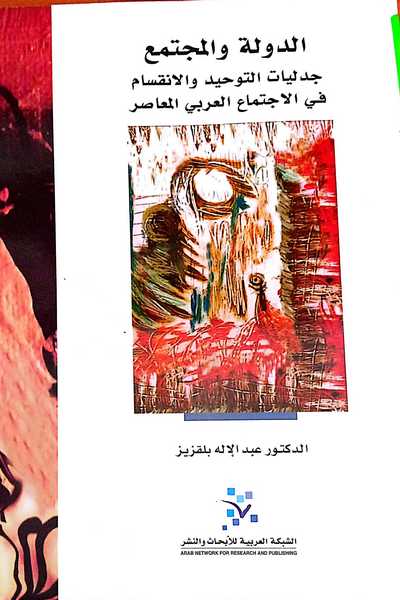 الدولة والمجتمع
جدليات التوحيد والانقسام
في الاجتماع العربي المعاصر
الدكتور عبد الإله بلقزيز
الشبكة العربية للأبحاث والنشر
ARAB NETWORK FOR RESEARCH AND PUBLISHING